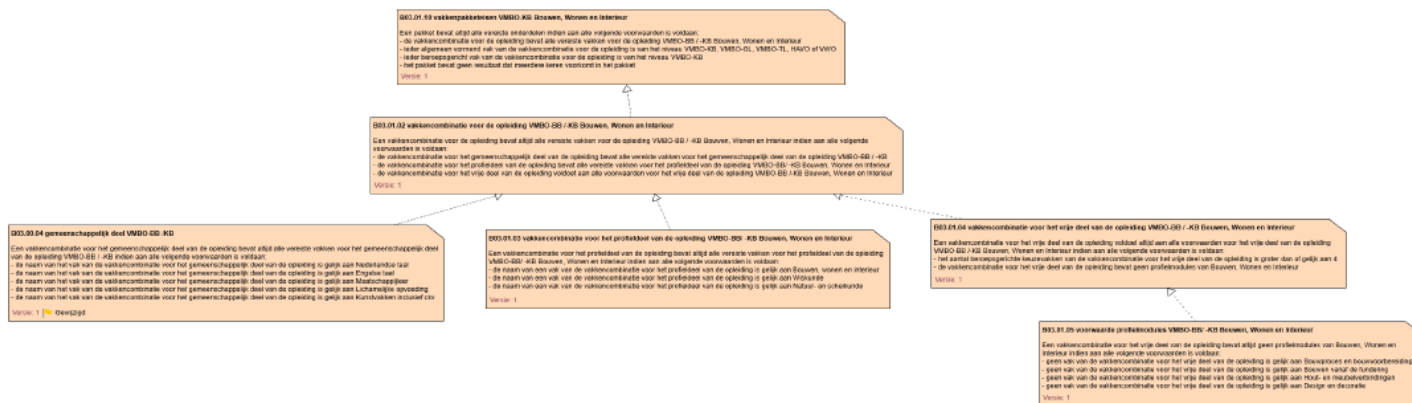 B03.01.10 vakkenpakketeisen VMBO-KB Bouwen, Wonen en Interieur
Een pakket bevat altijd alle vereiste onderdelen indien aan alle voorwaarden is voldaan:
- de vakkencombinatie voor de opleiding bevat alle vereiste vakken voor de opleiding VMBO-BB / -KB Bouwen, Wonen en Interieur
- ieder algemeen vormend vak van de vakkencombinatie voor de opleiding is van het niveau VMBO-KB, VMBO-GL, VMBO-TL, HAVO of VWO
- ieder beroepsgericht vak van de vakkencombinatie voor de opleiding is van het niveau VMBO-KB
- het pakket bevat geen resultaat dat meerdere keren voorkomt in het pakket
Versie: 1
B03.01.02 vakkencombinatie voor de opleiding VMBO-BB / -KB Bouwen, Wonen en Interieur
Een vakkencombinatie voor de opleiding bevat altijd alle vereiste vakken voor de opleiding VMBO-BB / -KB Bouwen, Wonen en Interieur indien aan alle volgende
voorwaarden is voldaan:
- de vakkencombinatie voor het gemeenschappelijk deel van de opleiding bevat alle vereiste vakken voor het gemeenschappelijk deel van de opleiding VMBO-BB / -KB
- de vakkencombinatie voor het profieldeel van de opleiding bevat alle vereiste vakken voor het profieldeel van de opleiding VMBO-BB/ -KB Bouwen, Wonen en Interieur
- de vakkencombinatie voor het vrije deel van de opleiding voldoet aan alle voorwaarden voor het vrije deel van de opleiding VMBO-BB /-KB Bouwen, Wonen en Interieur
Versie: 1
B03.00.04 gemeenschappelijk deel VMBO-BB /KB
Een vakkencombinatie voor het gemeenschappelijk deel van de opleiding bevat altijd alle vereiste vakken voor het gemeenschappelijk deel
van de opleiding VMBO-BB / -KB indien aan alle volgende voorwaarden is voldaan:
- de naam van het vak van de vakkencombinatie voor het gemeenschappelijk deel van de opleiding is gelijk aan Nederlandse taal
- de naam van het vak van de vakkencombinatie voor het gemeenschappelijk deel van de opleiding is gelijk aan Engelse taal
- de naam van het vak van de vakkencombinatie voor het gemeenschappelijk deel van de opleiding is gelijk aan Maatschappijleer
- de naam van het vak van de vakkencombinatie voor het gemeenschappelijk deel van de opleiding is gelijk aan Lichamelijke opvoeding
- de naam van het vak van de vakkencombinatie voor het gemeenschappelijk deel van de opleiding is gelijk aan Kunstvakken inclusief ckv
Versie: 1 Gewijzigd
B03.01.03 vakkencombinatie voor het profieldeel van de opleiding VMBO-BB/ -KB Bouwen, Wonen en Interieur
Een vakkencombinatie voor het profieldeel van de opleiding bevat altijd alle vereiste vakken voor het profieldeel van de opleiding
VMBO-BB/ -KB Bouwen, Wonen en Interieur indien aan alle volgende voorwaarden is voldaan:
- de naam van een vak van de vakkencombinatie voor het profieldeel van de opleiding is gelijk aan Bouwen, wonen en interieur
- de naam van een vak van de vakkencombinatie voor het profieldeel van de opleiding is gelijk aan Wiskunde
- de naam van een vak van de vakkencombinatie voor het profieldeel van de opleiding is gelijk aan Natuur- en scheikunde
Versie: 1
B03.01.04 vakkencombinatie voor het vrije deel van de opleiding VMBO-BB / -KB Bouwen, Wonen en Interieur
Een vakkencombinatie voor het vrije deel van de opleiding voldoet altijd aan alle voorwaarden voor het vrije deel van de opleiding
VMBO-BB / -KB Bouwen, Wonen en Interieur indien aan alle volgende voorwaarden is voldaan:
- het aantal beroepsgerichte keuzevakken van de vakkencombinatie voor het vrije deel van de opleiding is groter dan of gelijk aan 4
- de vakkencombinatie voor het vrije deel van de opleiding bevat geen profielmodules van Bouwen, Wonen en Interieur
Versie: 1
B03.01.05 voorwaarde profielmodules VMBO-BB/ -KB Bouwen, Wonen en Interieur
Een vakkencombinatie voor het vrije deel van de opleiding bevat altijd geen profielmodules van Bouwen, Wonen en
Interieur indien aan alle volgende voorwaarden is voldaan:
- geen vak van de vakkencombinatie voor het vrije deel van de opleiding is gelijk aan Bouwproces en bouwvoorbereiding
- geen vak van de vakkencombinatie voor het vrije deel van de opleiding is gelijk aan Bouwen vanaf de fundering
- geen vak van de vakkencombinatie voor het vrije deel van de opleiding is gelijk aan Hout- en meubelverbindingen
- geen vak van de vakkencombinatie voor het vrije deel van de opleiding is gelijk aan Design en decoratie
Versie: 1